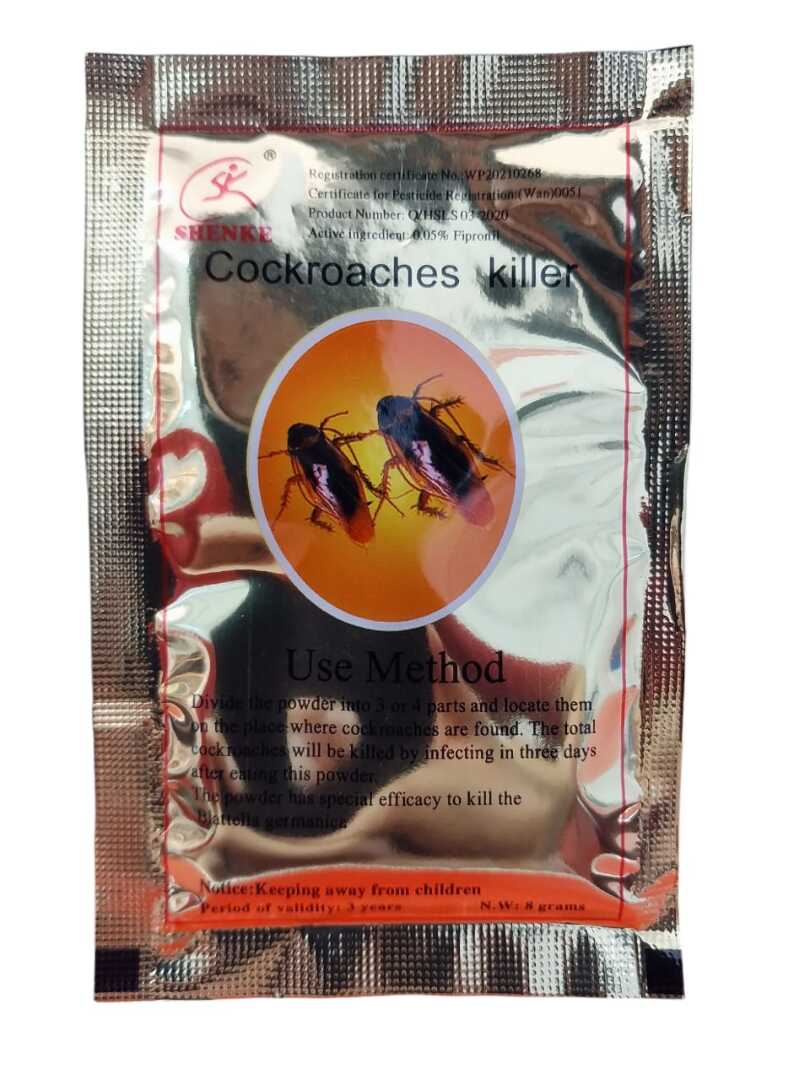 ®
SHENKE
Registration certificate No.:WP20210268
Certificate for Pesticide Registration:(Wan)0051
Product Number: Q/HSLS 03-2020
Active ingredient:0.05% Fipronil
Cockroaches killer
Use Method
Divide the powder into 3 or 4 parts and locate them
on the place where cockroaches are found. The total
cockroaches will be killed by infecting in three days
after eating this powder.
The powder has special efficacy to kill the
Blattella germanica
Notice:Keeping away from children
Period of validity: 3 years N.W: 8 grams